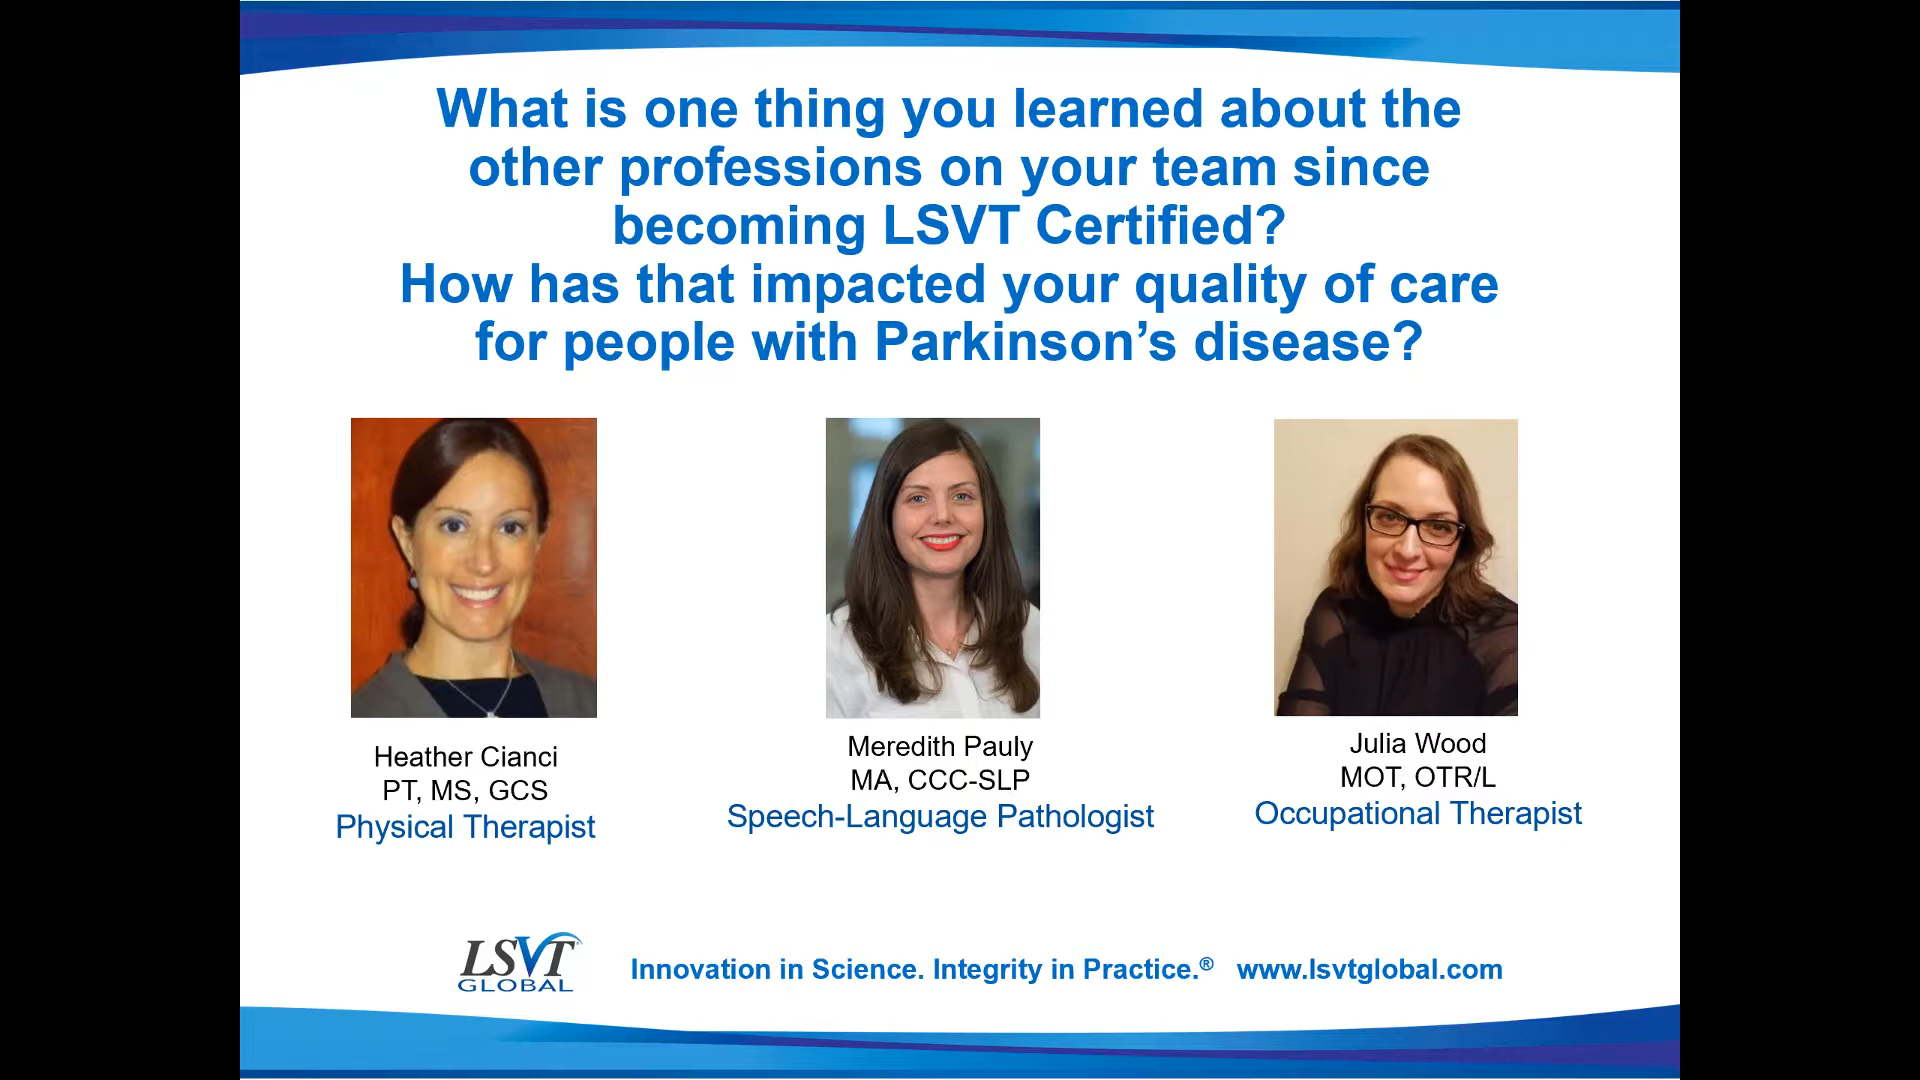 What is one thing you learned about the
other professions on your team since
becoming LSVT Certified?
How has that impacted your quality of care
for people with Parkinson’s disease?
Heather Cianci
PT, MS, GCS
Physical Therapist
Meredith Pauly
MA, CCC-SLP
Speech-Language Pathologist
Julia Wood
MOT, OTR/L
Occupational Therapist
LSVT
GLOBAL
Innovation in Science. Integrity in Practice.® www.lsvtglobal.com